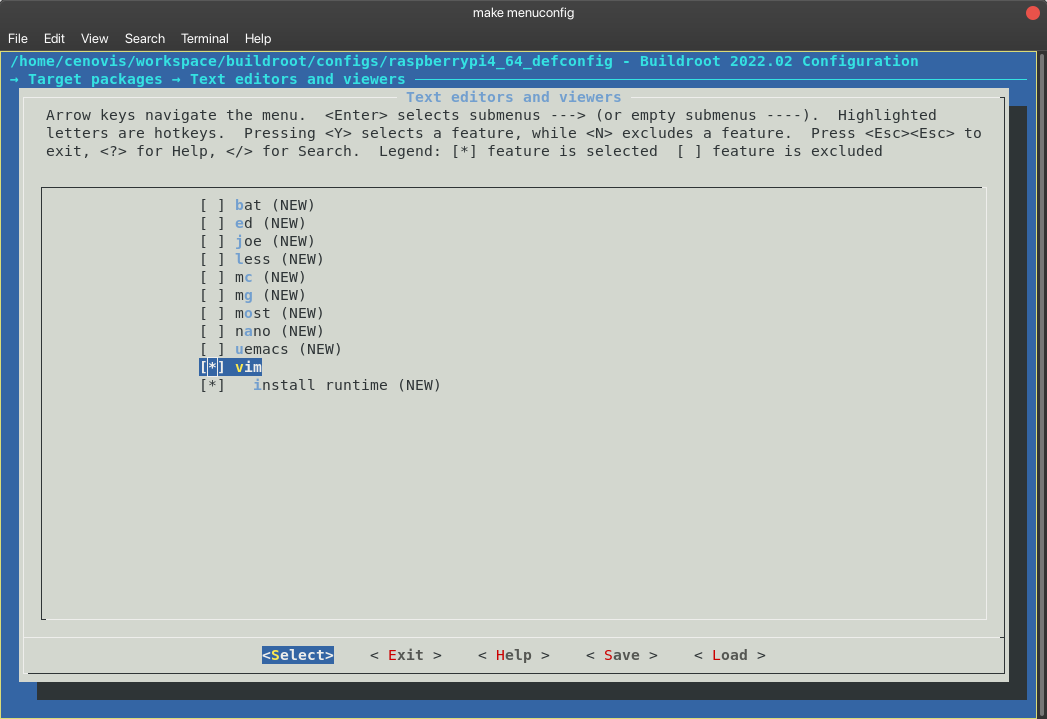 make menuconfig
File Edit View Search Terminal Help
/home/cenovis/workspace/buildroot/configs/raspberrypi4_64_defconfig - Buildroot 2022.02 Configuration
→ Target packages → Text editors and viewers
Text editors and viewers
Arrow keys navigate the menu.  <Enter> selects submenus ---> (or empty submenus ----).  Highlighted
letters are hotkeys.  Pressing <Y> selects a feature, while <N> excludes a feature.  Press <Esc><Esc> to
exit, <?> for Help, </> for Search.  Legend: [*] feature is selected  [ ] feature is excluded
[ ] bat (NEW)
[ ] ed (NEW)
[ ] joe (NEW)
[ ] less (NEW)
[ ] mc (NEW)
[ ] mg (NEW)
[ ] most (NEW)
[ ] nano (NEW)
[ ] uemacs (NEW)
[*] vim
[*]   install runtime (NEW)
<Select>    < Exit >    < Help >    < Save >    < Load >